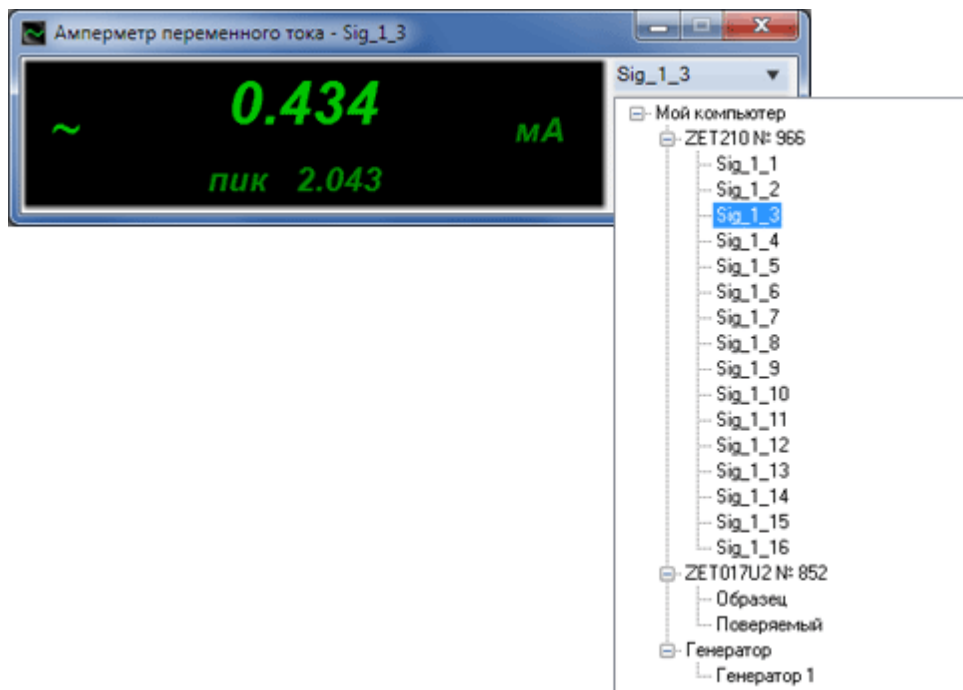 Амперметр переменного тока - Sig_1_3
Sig_1_3
~ 0.434 мА
пик 2.043
Мой компьютер
ZET210 № 966
Sig_1_1
Sig_1_2
Sig_1_3
Sig_1_4
Sig_1_5
Sig_1_6
Sig_1_7
Sig_1_8
Sig_1_9
Sig_1_10
Sig_1_11
Sig_1_12
Sig_1_13
Sig_1_14
Sig_1_15
Sig_1_16
ZET017U2 № 852
Образец
Поверяемый
Генератор
Генератор 1